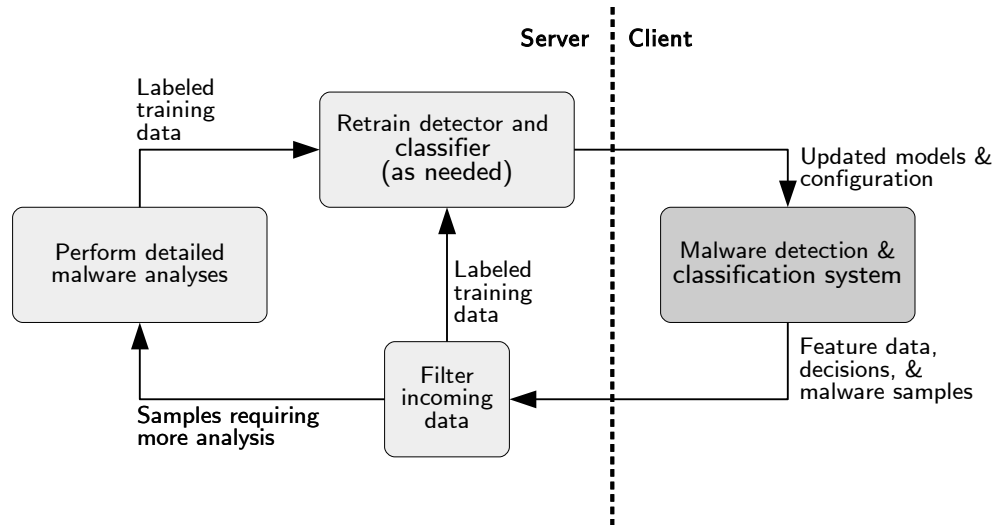 Server
Client
Labeled
training
data
Retrain detector and
classifier
(as needed)
Updated models &
configuration
Perform detailed
malware analyses
Labeled
training
data
Malware detection &
classification system
Filter
incoming
data
Feature data,
decisions, &
malware samples
Samples requiring
more analysis